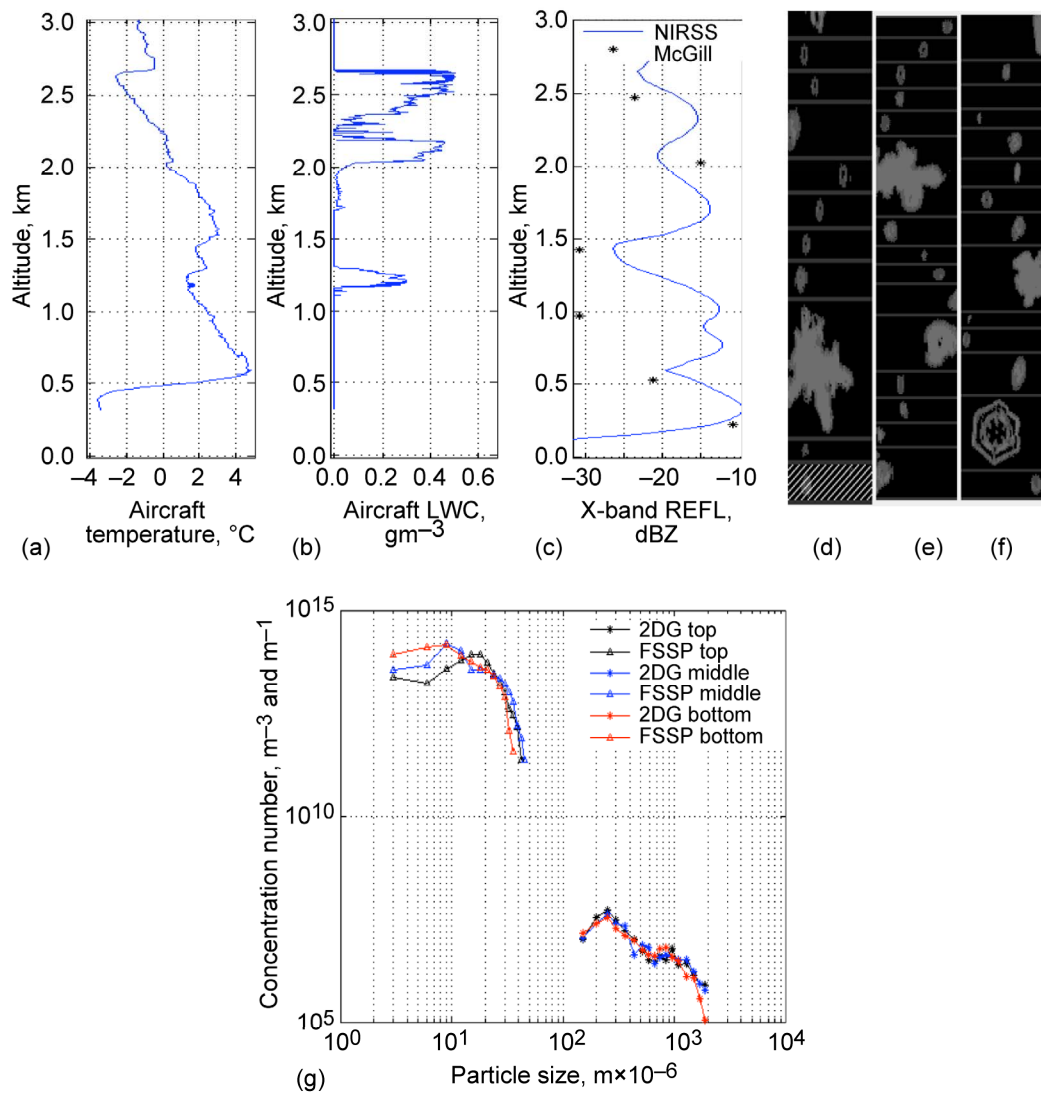 3.0
2.5
2.0
1.5
1.0
0.5
0.0
Altitude, km
−4 −2 0 2 4
Aircraft
temperature, °C
(a)
3.0
2.5
2.0
1.5
1.0
0.5
0.0
Altitude, km
0.0 0.2 0.4 0.6
Aircraft LWC,
gm−3
(b)
3.0
2.5
2.0
1.5
1.0
0.5
0.0
Altitude, km
NIRSS
McGill
−30 −20 −10
X-band REFL,
dBZ
(c)
(d)
(e)
(f)
10^15
10^10
10^5
Concentration number, m−3 and m−1
2DG top
FSSP top
2DG middle
FSSP middle
2DG bottom
FSSP bottom
10^0 10^1 10^2 10^3 10^4
Particle size, m×10−6
(g)